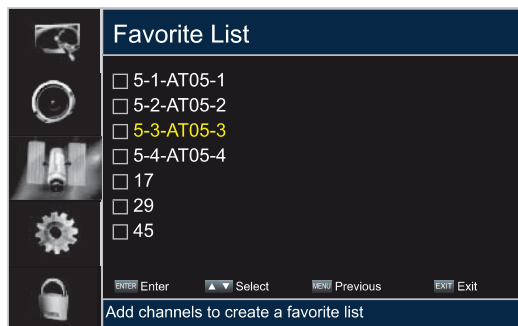 Favorite List
5-1-AT05-1
5-2-AT05-2
5-3-AT05-3
5-4-AT05-4
17
29
45
ENTER Enter ▲ ▼ Select MENU Previous EXIT Exit
Add channels to create a favorite list